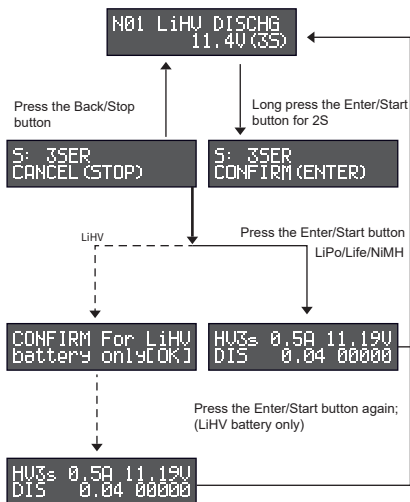 N01 LiHV DISCHG
11.4V(3S)
Press the Back/Stop
button
Long press the Enter/Start
button for 2S
S: 3SER
CANCEL(STOP)
S: 3SER
CONFIRM(ENTER)
LiHV
Press the Enter/Start button
LiPo/Life/NiMH
CONFIRM For LiHV
battery only[OK]
HV3s 0.5A 11.19V
DIS 0.04 00000
Press the Enter/Start button again;
(LiHV battery only)
HV3s 0.5A 11.19V
DIS 0.04 00000